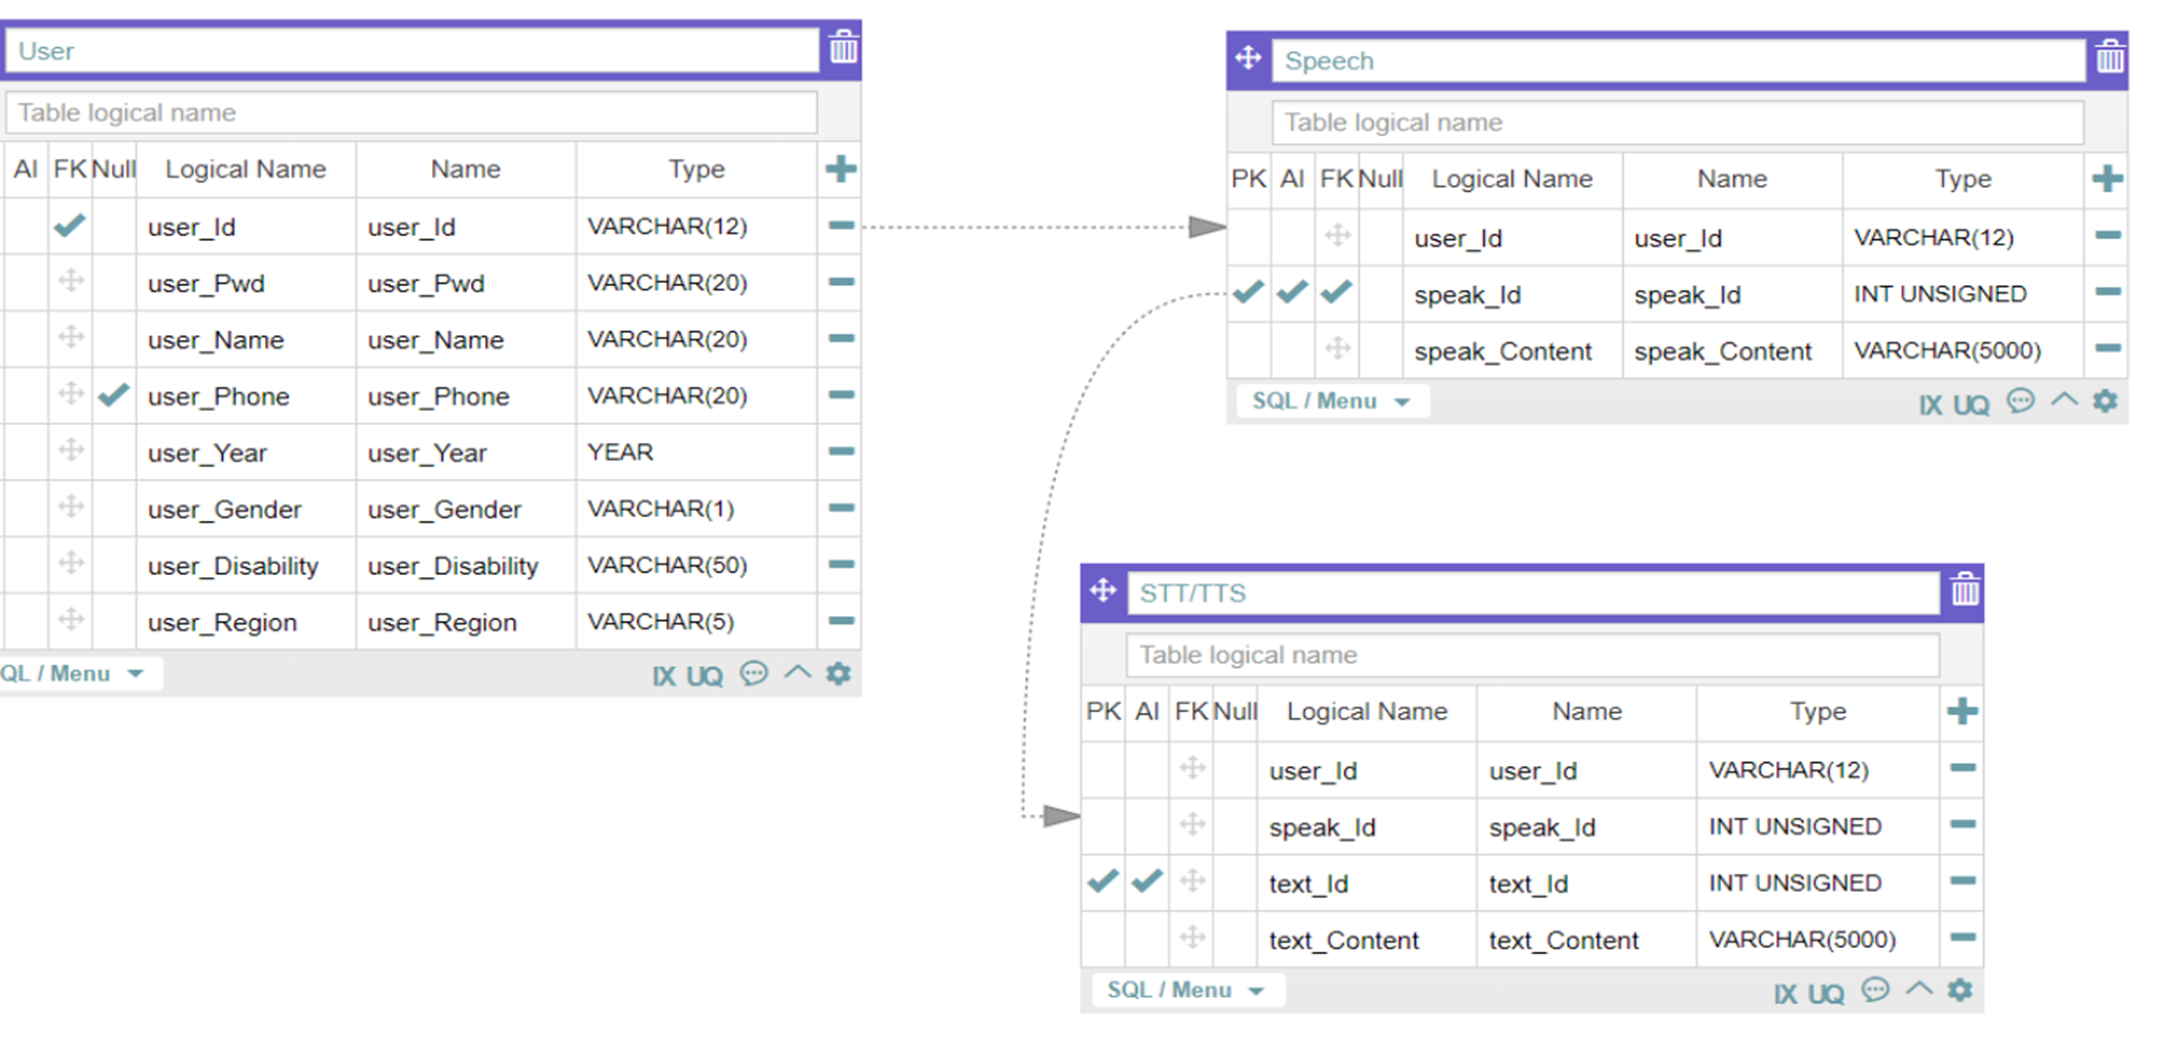 User
Table logical name
AI FK Null Logical Name Name Type
user_Id user_Id VARCHAR(12)
user_Pwd user_Pwd VARCHAR(20)
user_Name user_Name VARCHAR(20)
user_Phone user_Phone VARCHAR(20)
user_Year user_Year YEAR
user_Gender user_Gender VARCHAR(1)
user_Disability user_Disability VARCHAR(50)
user_Region user_Region VARCHAR(5)
QL / Menu IX UQ
Speech
Table logical name
PK AI FK Null Logical Name Name Type
user_Id user_Id VARCHAR(12)
speak_Id speak_Id INT UNSIGNED
speak_Content speak_Content VARCHAR(5000)
SQL / Menu IX UQ
STT/TTS
Table logical name
PK AI FK Null Logical Name Name Type
user_Id user_Id VARCHAR(12)
speak_Id speak_Id INT UNSIGNED
text_Id text_Id INT UNSIGNED
text_Content text_Content VARCHAR(5000)
SQL / Menu IX UQ